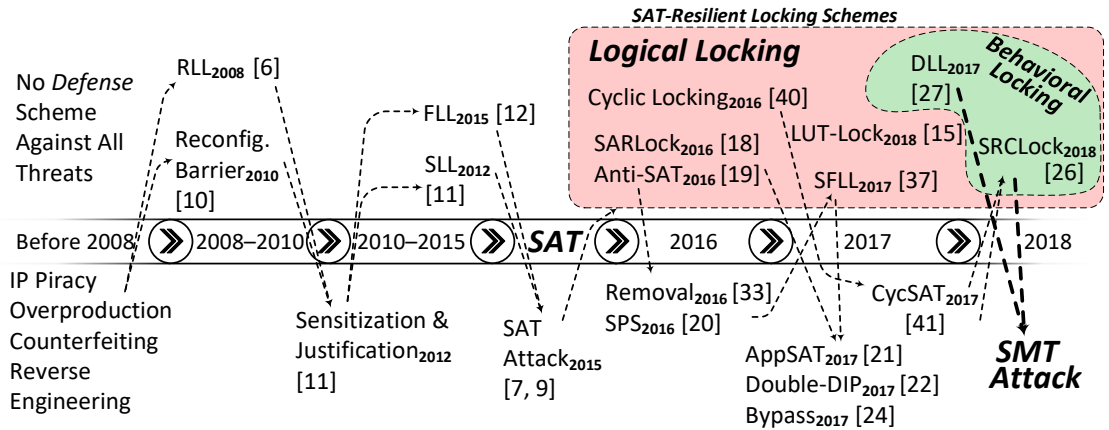 SAT-Resilient Locking Schemes
No Defense
Scheme
Against All
Threats
RLL2008 [6]
Reconfig.
Barrier2010
[10]
FLL2015 [12]
SLL2012
[11]
Logical Locking
Cyclic Locking2016 [40]
SARLock2016 [18]
Anti-SAT2016 [19]
LUT-Lock2018 [15]
SFLL2017 [37]
Behavioral
Locking
DLL2017
[27]
SRCLock2018
[26]
Before 2008
2008–2010
2010–2015
SAT
2016
2017
2018
IP Piracy
Overproduction
Counterfeiting
Reverse
Engineering
Sensitization &
Justification2012
[11]
SAT
Attack2015
[7, 9]
Removal2016 [33]
SPS2016 [20]
AppSAT2017 [21]
Double-DIP2017 [22]
Bypass2017 [24]
CycSAT2017
[41]
SMT
Attack